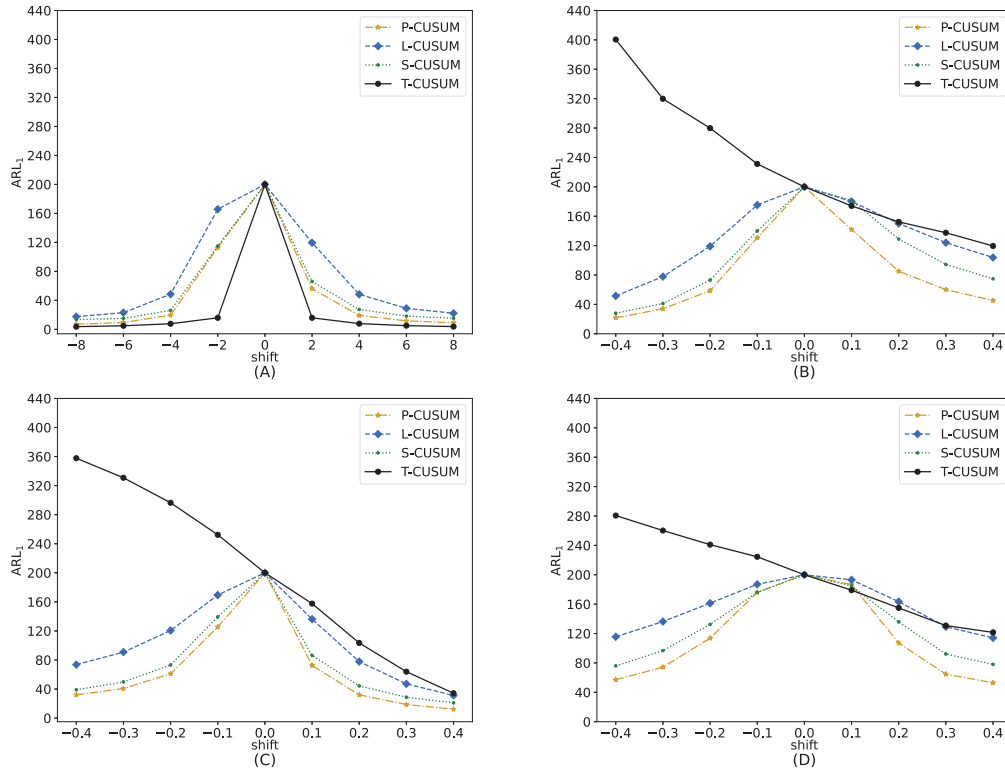 440
400
360
320
280
240
200
160
120
80
40
0
ARL1
P-CUSUM
L-CUSUM
S-CUSUM
T-CUSUM
−8 −6 −4 −2 0 2 4 6 8
shift
(A)
440
400
360
320
280
240
200
160
120
80
40
0
ARL1
P-CUSUM
L-CUSUM
S-CUSUM
T-CUSUM
−0.4 −0.3 −0.2 −0.1 0.0 0.1 0.2 0.3 0.4
shift
(B)
440
400
360
320
280
240
200
160
120
80
40
0
ARL1
P-CUSUM
L-CUSUM
S-CUSUM
T-CUSUM
−0.4 −0.3 −0.2 −0.1 0.0 0.1 0.2 0.3 0.4
shift
(C)
440
400
360
320
280
240
200
160
120
80
40
0
ARL1
P-CUSUM
L-CUSUM
S-CUSUM
T-CUSUM
−0.4 −0.3 −0.2 −0.1 0.0 0.1 0.2 0.3 0.4
shift
(D)